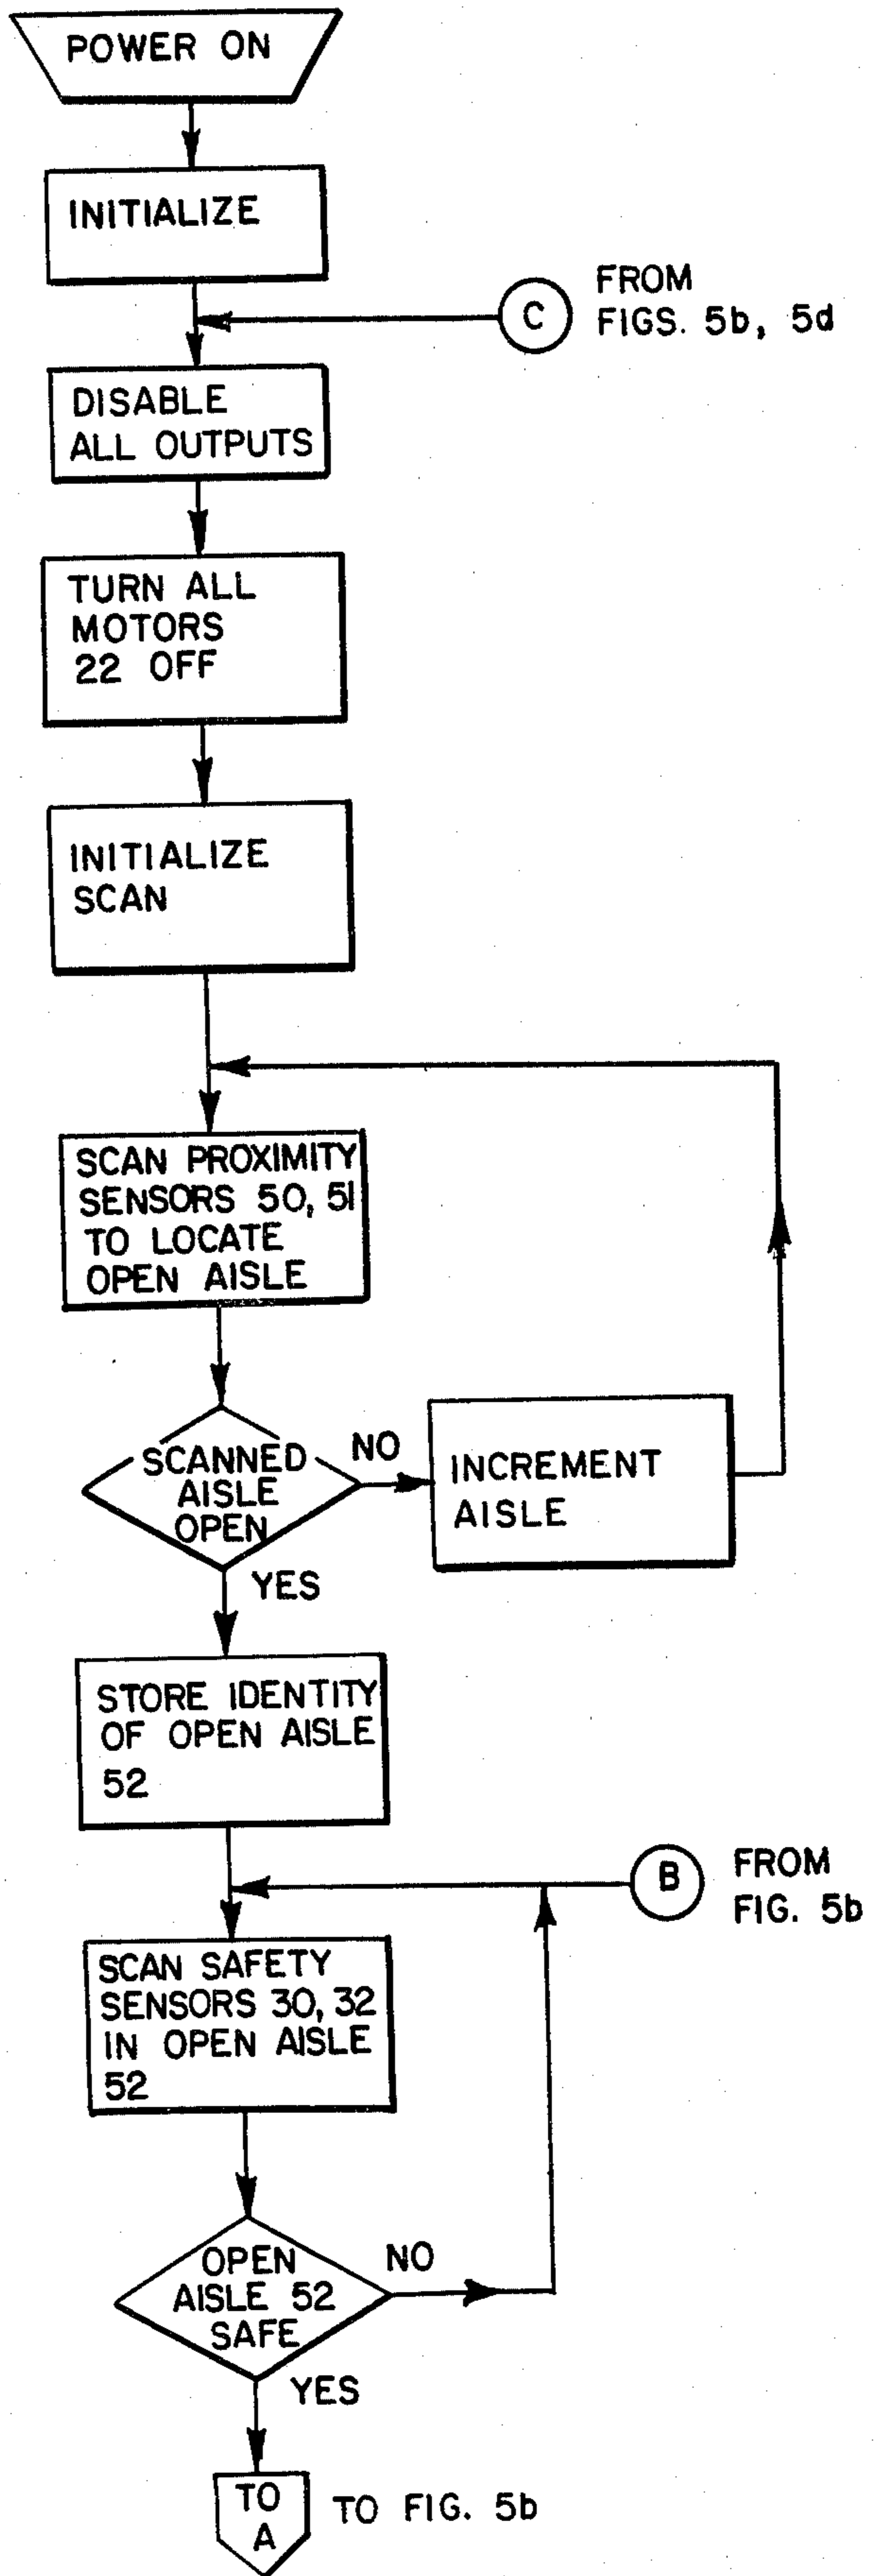 POWER ON
INITIALIZE
C
FROM
FIGS. 5b, 5d
DISABLE
ALL OUTPUTS
TURN ALL
MOTORS
22 OFF
INITIALIZE
SCAN
SCAN PROXIMITY
SENSORS 50, 51
TO LOCATE
OPEN AISLE
SCANNED
AISLE
OPEN
NO
INCREMENT
AISLE
YES
STORE IDENTITY
OF OPEN AISLE
52
B
FROM
FIG. 5b
SCAN SAFETY
SENSORS 30, 32
IN OPEN AISLE
52
OPEN
AISLE 52
SAFE
NO
YES
TO
A
TO FIG. 5b